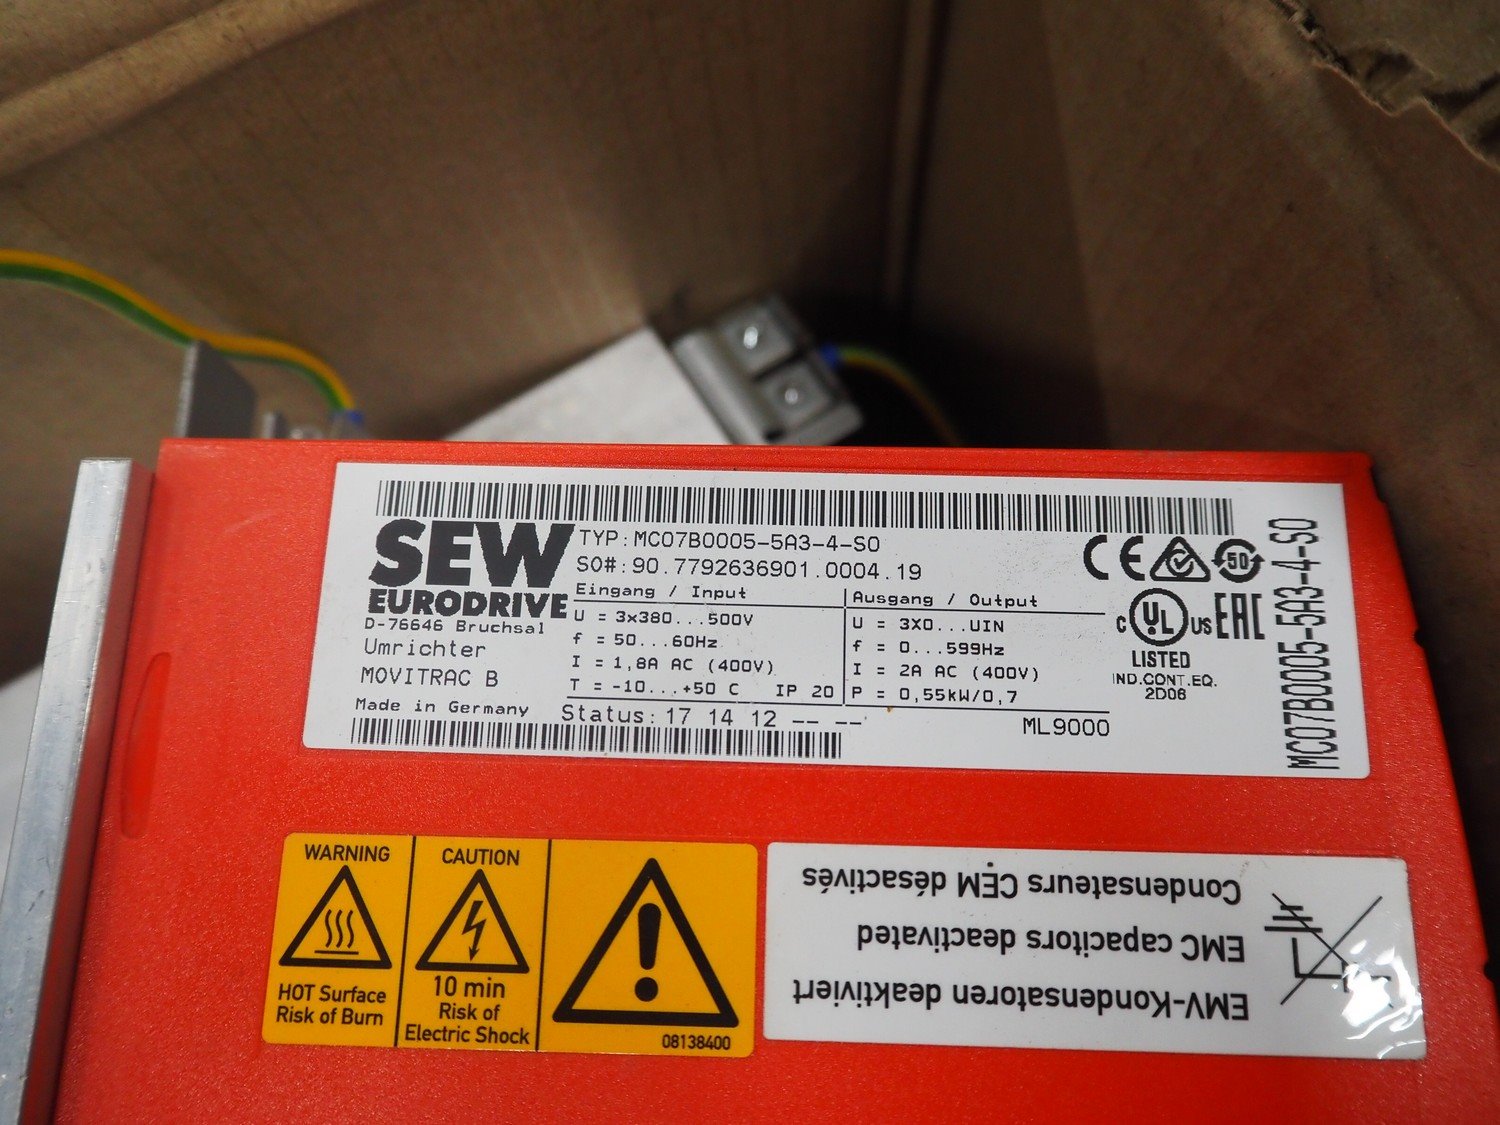 SEW
EURODRIVE
D-76646 Bruchsal
Umrichter
MOVITRAC B
Made in Germany
TYP: MC07B0005-5A3-4-S0
SO#: 90.7792636901.0004.19
Eingang / Input
U = 3x380...500V
f = 50...60Hz
I = 1,8A AC (400V)
T = -10...+50 C IP 20
Ausgang / Output
U = 3X0...UIN
f = 0...599Hz
I = 2A AC (400V)
P = 0,55kW/0,7
Status: 17 14 12 -- --
ML9000
CE
50
C UL US
EAC
LISTED
IND.CONT.EQ.
2D06
MC07B0005-5A3-4-S0
WARNING
HOT Surface
Risk of Burn
CAUTION
10 min
Risk of
Electric Shock
08138400
EMV-Kondensatoren deaktiviert
EMC capacitors deactivated
Condensateurs CEM désactivés